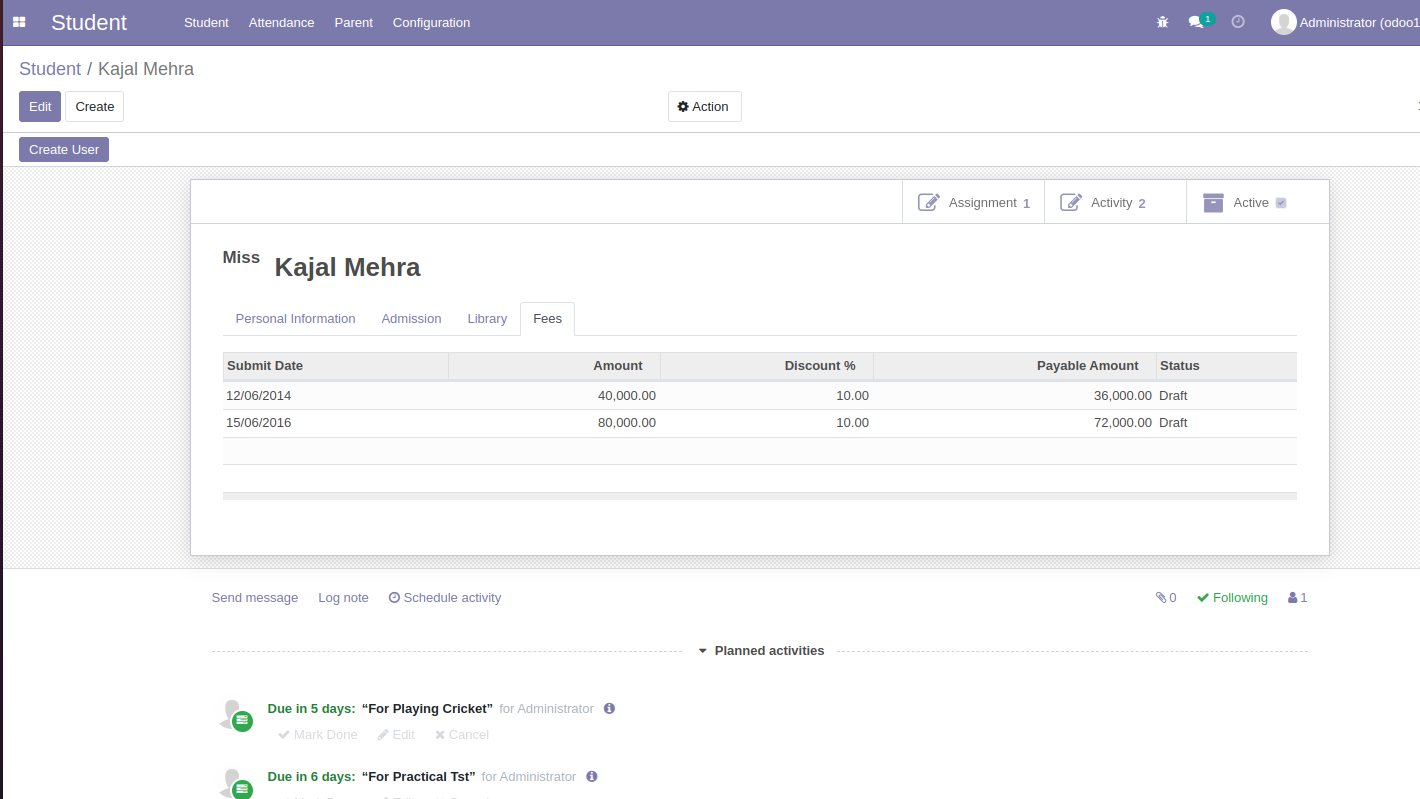 Student Student Attendance Parent Configuration 1 Administrator (odoo1
Student / Kajal Mehra
Edit Create Action
Create User
Assignment 1 Activity 2 Active
Miss Kajal Mehra
Personal Information Admission Library Fees
Submit Date Amount Discount % Payable Amount Status
12/06/2014 40,000.00 10.00 36,000.00 Draft
15/06/2016 80,000.00 10.00 72,000.00 Draft
Send message Log note Schedule activity 0 Following 1
Planned activities
Due in 5 days: “For Playing Cricket” for Administrator
Mark Done Edit Cancel
Due in 6 days: “For Practical Tst” for Administrator